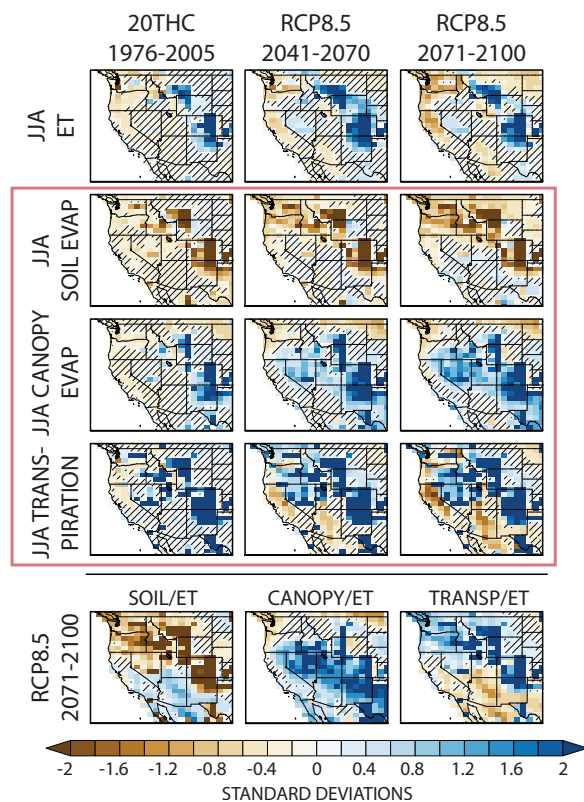 20THC
1976-2005
RCP8.5
2041-2070
RCP8.5
2071-2100
JJA
ET
JJA
SOIL EVAP
JJA CANOPY
EVAP
JJA TRANS-
PIRATION
SOIL/ET
CANOPY/ET
TRANSP/ET
RCP8.5
2071-2100
-2 -1.6 -1.2 -0.8 -0.4 0 0.4 0.8 1.2 1.6 2
STANDARD DEVIATIONS